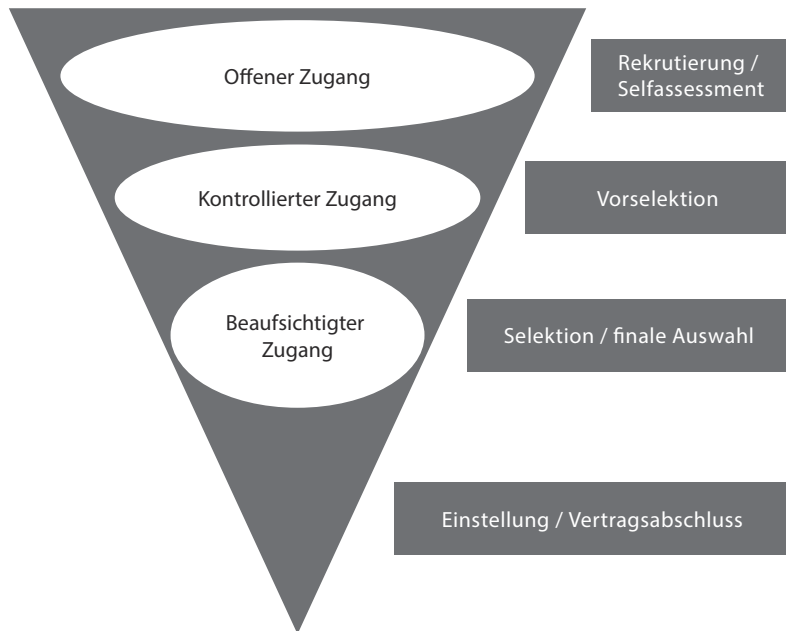 Offener Zugang
Rekrutierung /
Selfassessment
Kontrollierter Zugang
Vorselektion
Beaufsichtigter
Zugang
Selektion / finale Auswahl
Einstellung / Vertragsabschluss